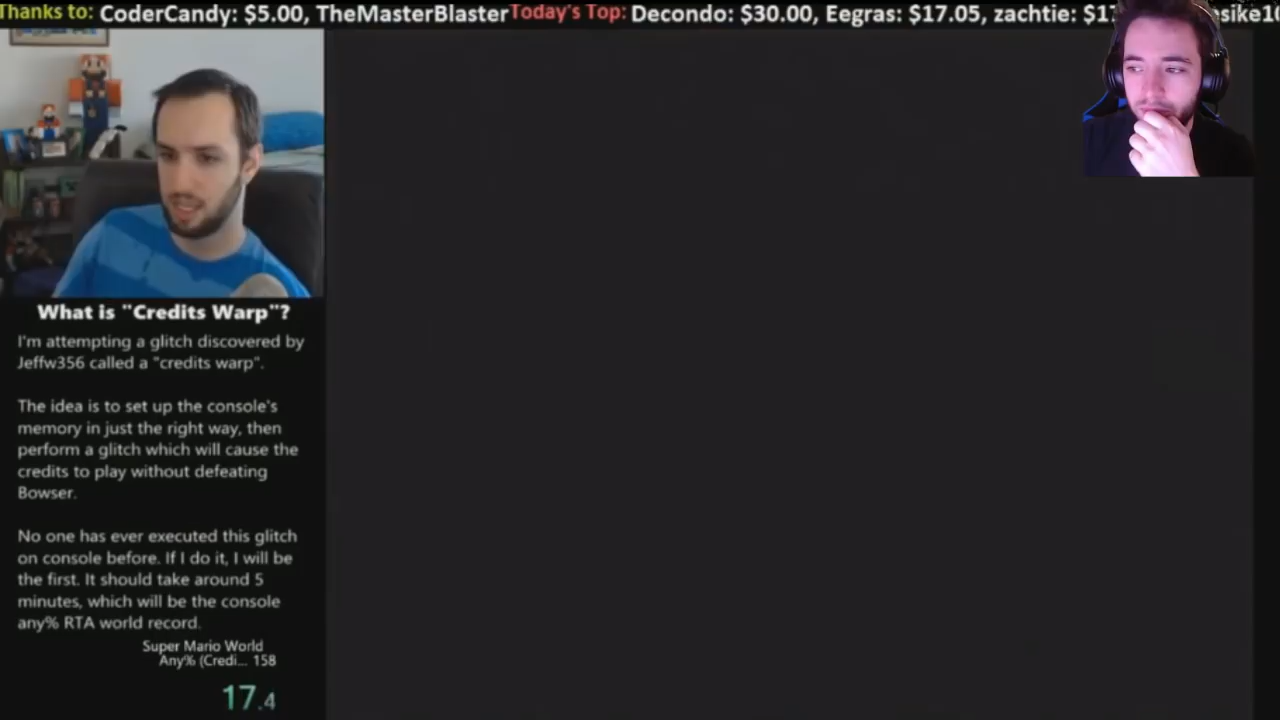 Thanks to: CoderCandy: $5.00, TheMasterBlaster Today's Top: Decondo: $30.00, Eegras: $17.05, zachtie:
What is "Credits Warp"?
I'm attempting a glitch discovered by
Jeffw356 called a "credits warp".
The idea is to set up the console's
memory in just the right way, then
perform a glitch which will cause the
credits to play without defeating
Bowser.
No one has ever executed this glitch
on console before. If I do it, I will be
the first. It should take around 5
minutes, which will be the console
any% RTA world record.
Super Mario World
Any% (Credi... 158
17.4